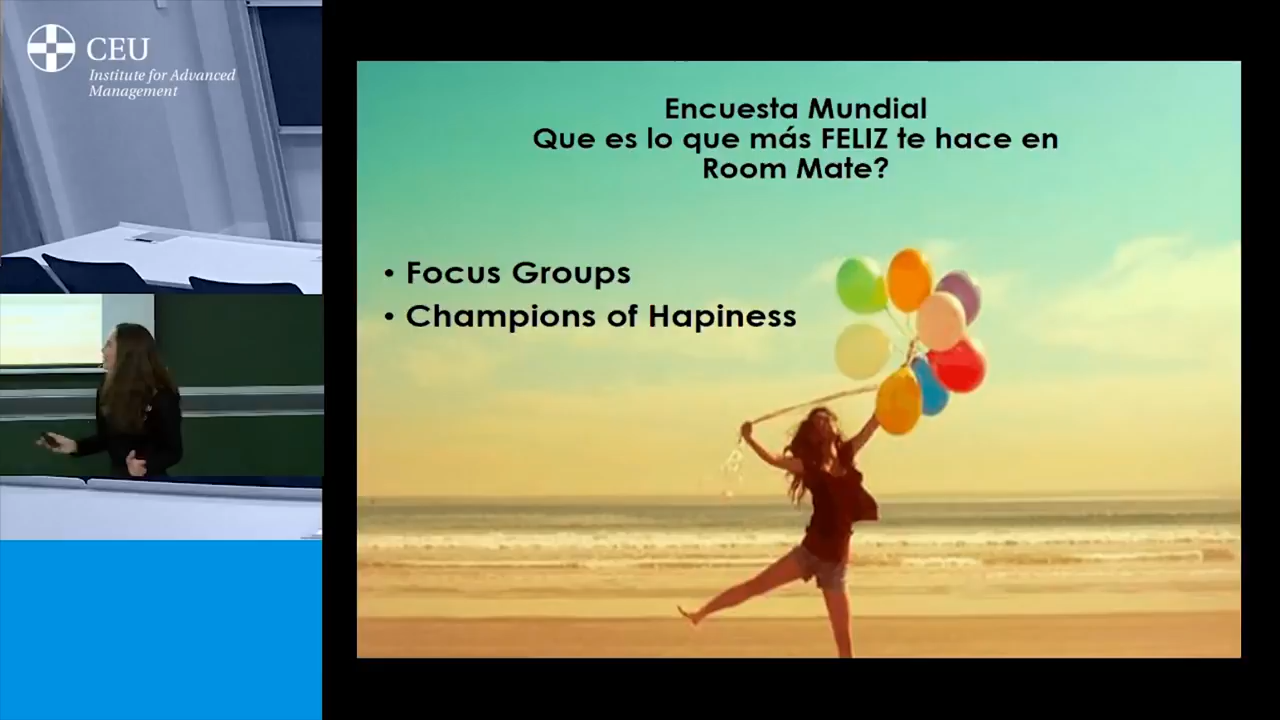 CEU
Institute for Advanced
Management
Encuesta Mundial
Que es lo que más FELIZ te hace en
Room Mate?
• Focus Groups
• Champions of Hapiness